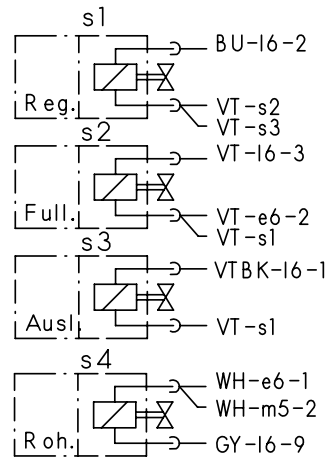 s1
BU-16-2
Reg.
VT-s2
VT-s3
s2
VT-16-3
Full.
VT-e6-2
VT-s1
s3
VTBK-16-1
Ausl.
VT-s1
s4
WH-e6-1
WH-m5-2
Roh.
GY-16-9